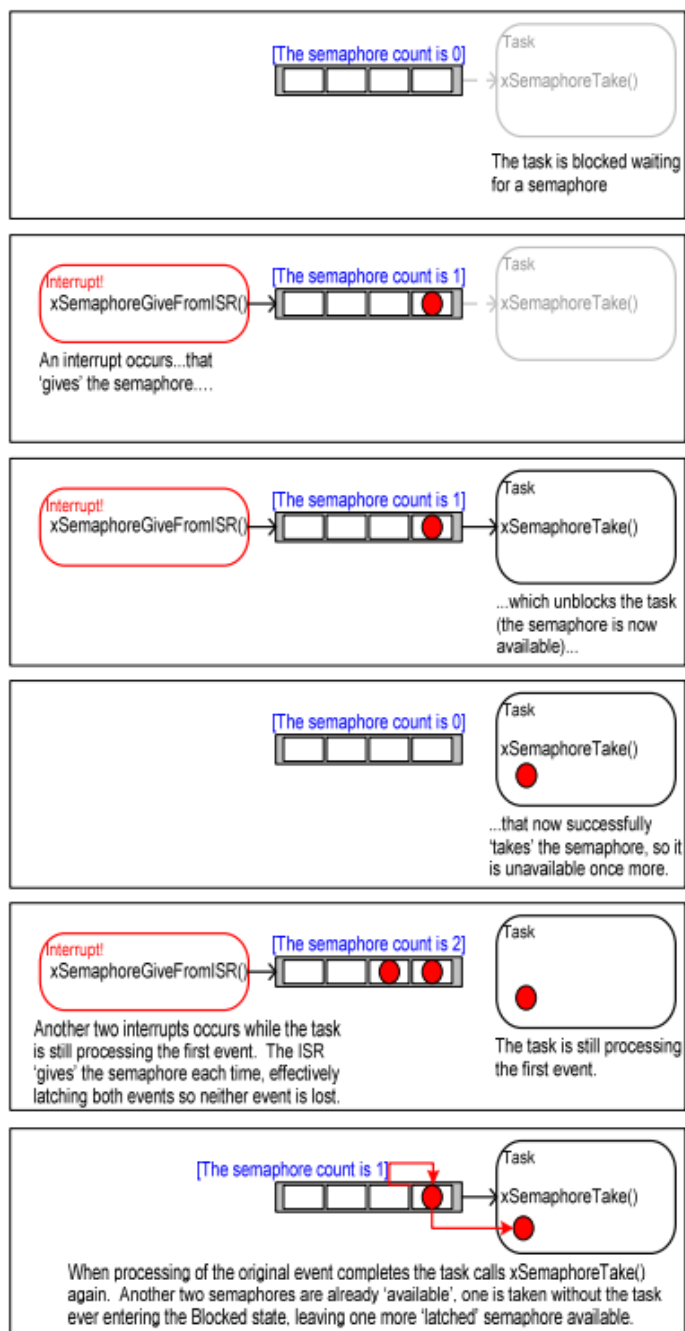 [The semaphore count is 0]
Task
xSemaphoreTake()
The task is blocked waiting
for a semaphore
Interrupt!
xSemaphoreGiveFromISR()
An interrupt occurs...that
'gives' the semaphore....
[The semaphore count is 1]
Task
xSemaphoreTake()
Interrupt!
xSemaphoreGiveFromISR()
[The semaphore count is 1]
Task
xSemaphoreTake()
...which unblocks the task
(the semaphore is now
available)...
[The semaphore count is 0]
Task
xSemaphoreTake()
...that now successfully
'takes' the semaphore, so it
is unavailable once more.
Interrupt!
xSemaphoreGiveFromISR()
Another two interrupts occurs while the task
is still processing the first event.  The ISR
'gives' the semaphore each time, effectively
latching both events so neither event is lost.
[The semaphore count is 2]
Task
The task is still processing
the first event.
[The semaphore count is 1]
Task
xSemaphoreTake()
When processing of the original event completes the task calls xSemaphoreTake()
again.  Another two semaphores are already 'available', one is taken without the task
ever entering the Blocked state, leaving one more 'latched' semaphore available.